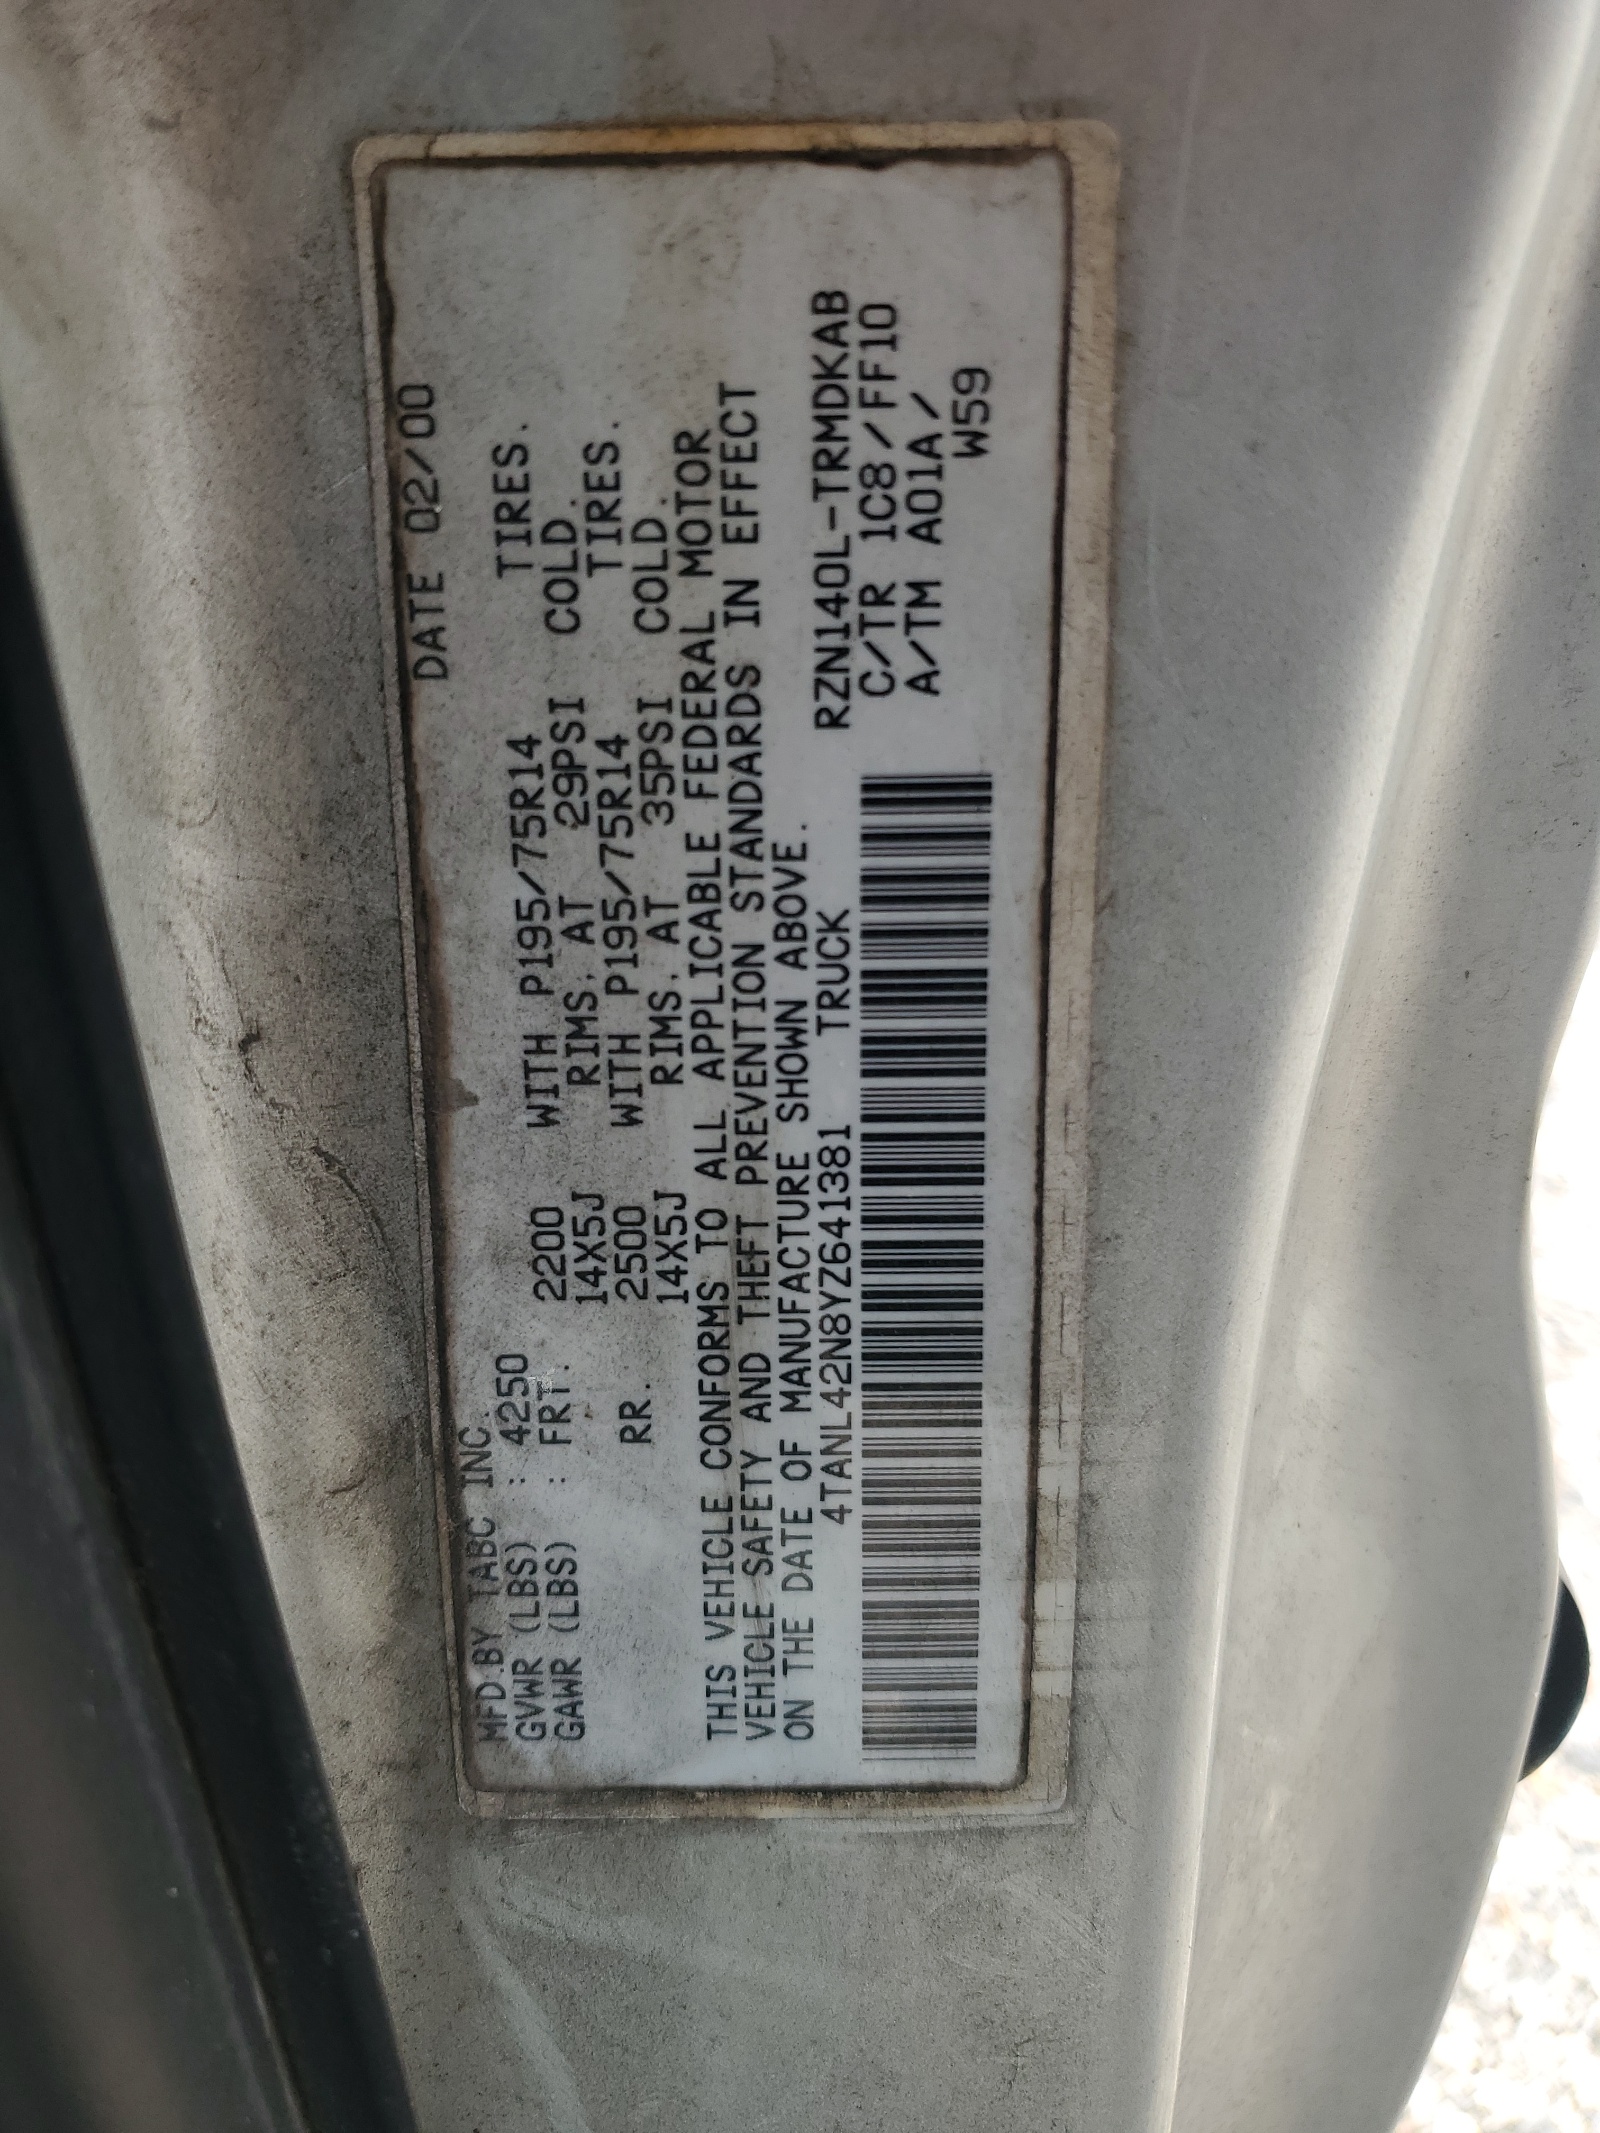 MFD.BY TABC INC. DATE 02/00
GVWR (LBS) : 4250
GAWR (LBS) : FRT. 2200 WITH P195/75R14 TIRES.
14X5J RIMS, AT 29PSI COLD.
RR. 2500 WITH P195/75R14 TIRES.
14X5J RIMS, AT 35PSI COLD.
THIS VEHICLE CONFORMS TO ALL APPLICABLE FEDERAL MOTOR
VEHICLE SAFETY AND THEFT PREVENTION STANDARDS IN EFFECT
ON THE DATE OF MANUFACTURE SHOWN ABOVE.
4TANL42N8YZ641381 TRUCK RZN140L-TRMDKAB
C/TR 1C8/FF10
A/TM A01A/
W59